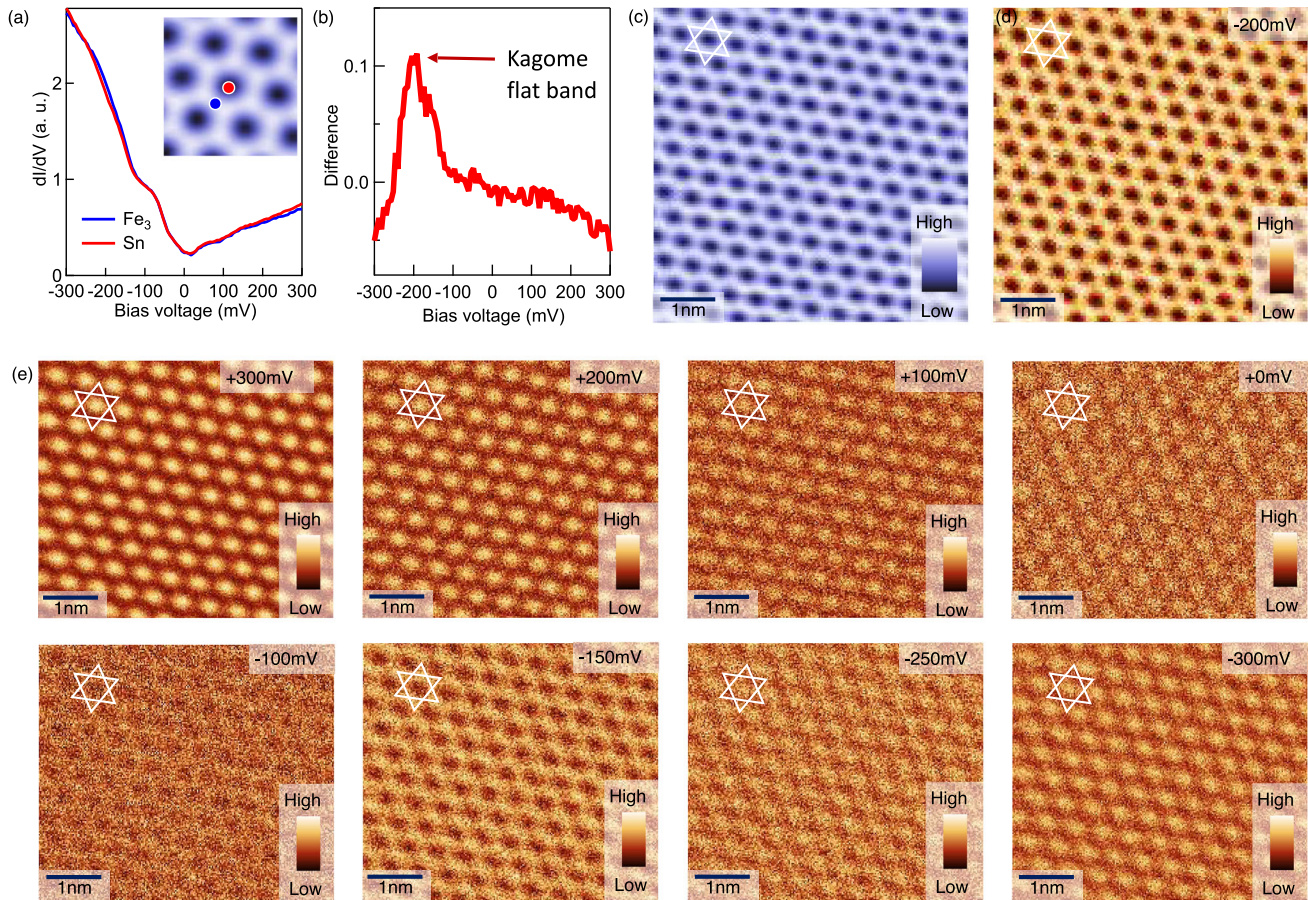 (a)
dI/dV (a. u.)
2
1
0
Fe3
Sn
-300 -200 -100 0 100 200 300
Bias voltage (mV)
(b)
Difference
0.1
0.0
Kagome
flat band
-300 -200 -100 0 100 200 300
Bias voltage (mV)
(c)
High
Low
1nm
(d)
-200mV
High
Low
1nm
(e)
+300mV
High
Low
1nm
+200mV
High
Low
1nm
+100mV
High
Low
1nm
+0mV
High
Low
1nm
-100mV
High
Low
1nm
-150mV
High
Low
1nm
-250mV
High
Low
1nm
-300mV
High
Low
1nm